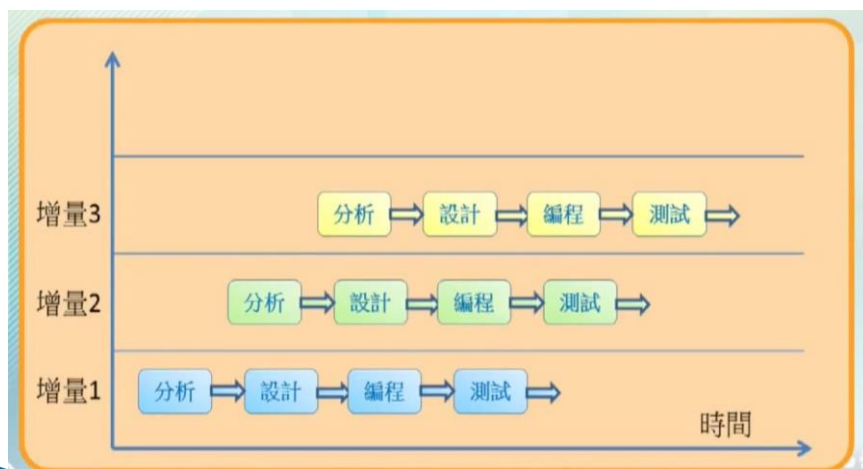 增量3
分析 設計 編程 測試
增量2
分析 設計 編程 測試
增量1
分析 設計 編程 測試
時間